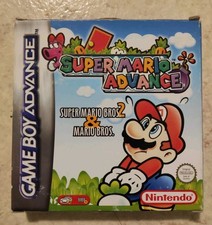 GAME BOY ADVANCE
SUPER MARIO
ADVANCE
SUPER MARIO BROS 2
&
MARIO BROS.
Nintendo